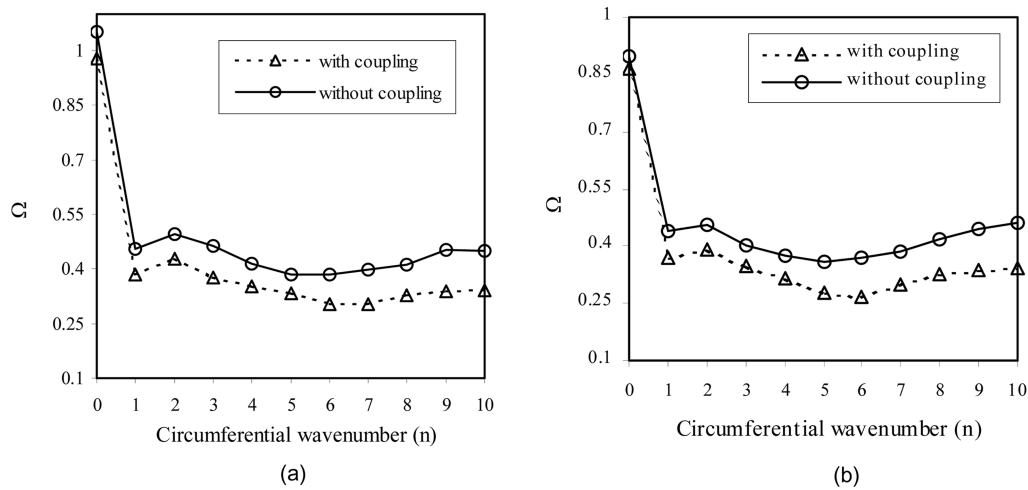 1
0.85
0.7
0.55
0.4
0.25
0.1
Ω
with coupling
without coupling
0 1 2 3 4 5 6 7 8 9 10
Circumferential wavenumber (n)
(a)
1
0.85
0.7
0.55
0.4
0.25
0.1
Ω
with coupling
without coupling
0 1 2 3 4 5 6 7 8 9 10
Circumferential wavenumber (n)
(b)